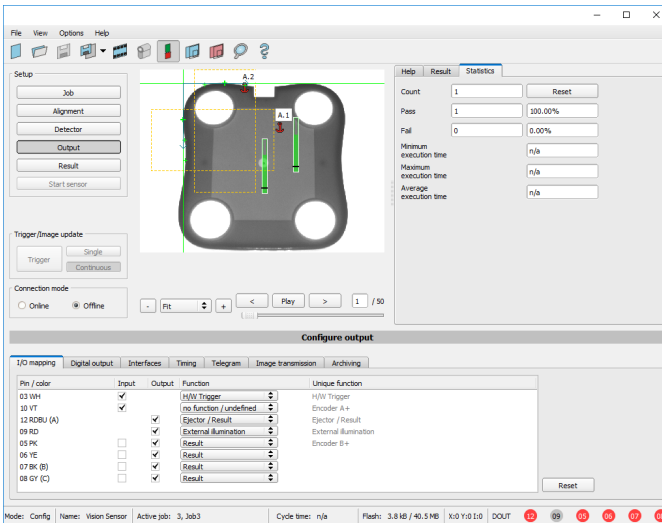 File View Options Help
Setup
Job
Alignment
Detector
Output
Result
Start sensor
Trigger/Image update
Trigger
Single
Continuous
Connection mode
Online Offline
A.2
A.1
- Fit + < Play > 1 / 50
Help Result Statistics
Count 1 Reset
Pass 1 100.00%
Fail 0 0.00%
Minimum
execution time n/a
Maximum
execution time n/a
Average
execution time n/a
Configure output
I/O mapping Digital output Interfaces Timing Telegram Image transmission Archiving
Pin / color Input Output Function Unique function
03 WH H/W Trigger H/W Trigger
10 VT no function / undefined Encoder A+
12 RDBU (A) Ejector / Result Ejector / Result
09 RD External illumination External illumination
05 PK Result Encoder B+
06 YE Result
07 BK (B) Result
08 GY (C) Result
Reset
Mode: Config Name: Vision Sensor Active job: 3, Job3 Cycle time: n/a Flash: 3.8 kB / 40.5 MB X:0 Y:0 I:0 DOUT 12 09 05 06 07 08